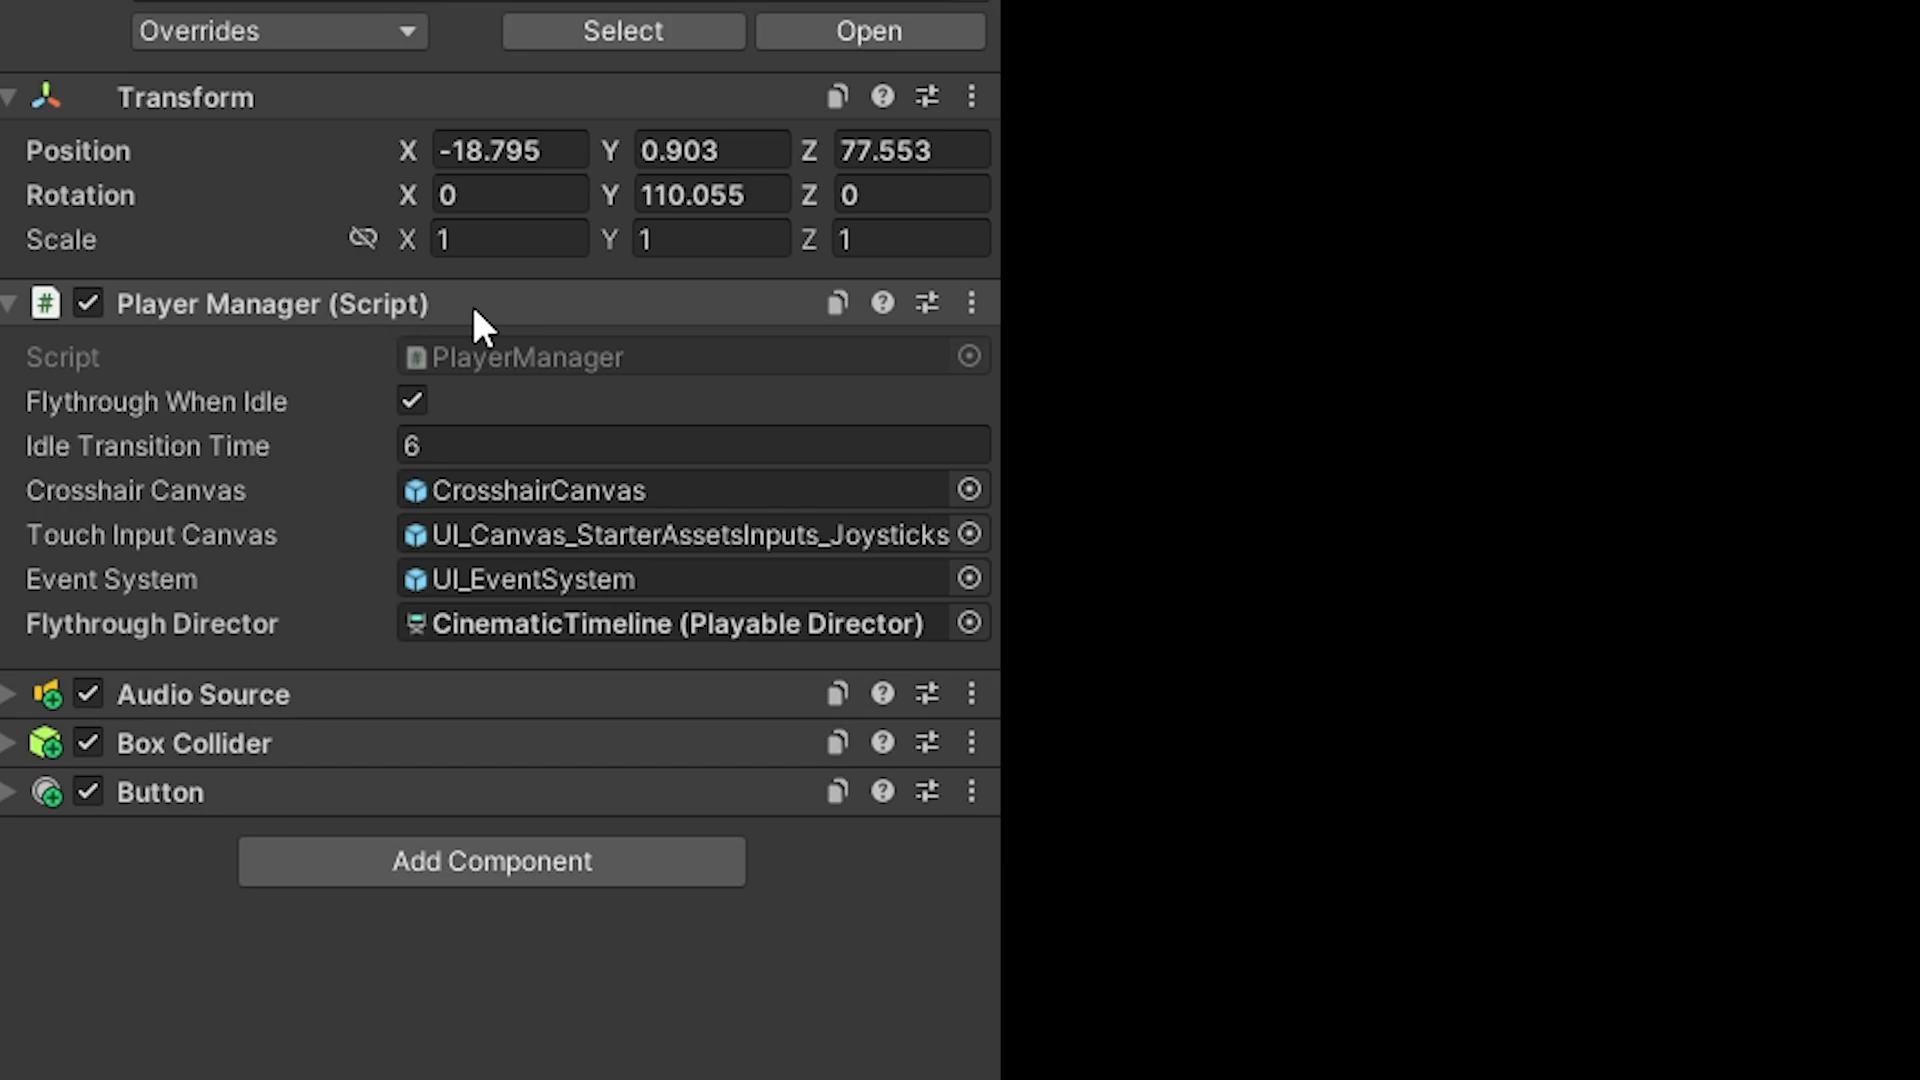 Overrides Select Open
Transform
Position X -18.795 Y 0.903 Z 77.553
Rotation X 0 Y 110.055 Z 0
Scale X 1 Y 1 Z 1
# Player Manager (Script)
Script # PlayerManager
Flythrough When Idle
Idle Transition Time 6
Crosshair Canvas CrosshairCanvas
Touch Input Canvas UI_Canvas_StarterAssetsInputs_Joysticks
Event System UI_EventSystem
Flythrough Director CinematicTimeline (Playable Director)
Audio Source
Box Collider
Button
Add Component